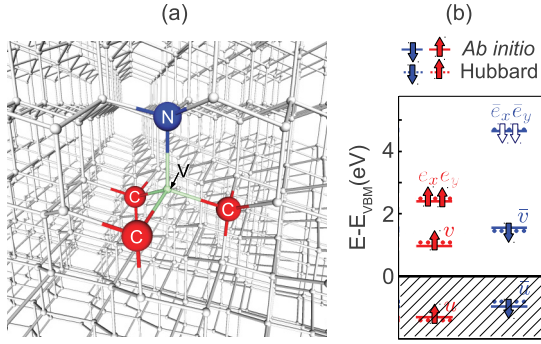 (a)
(b)
Ab initio
Hubbard
N
V
C
C
C
E-E_VBM(eV)
4
2
0
ē_x ē_y
e_x e_y
v
v̄
u
ū